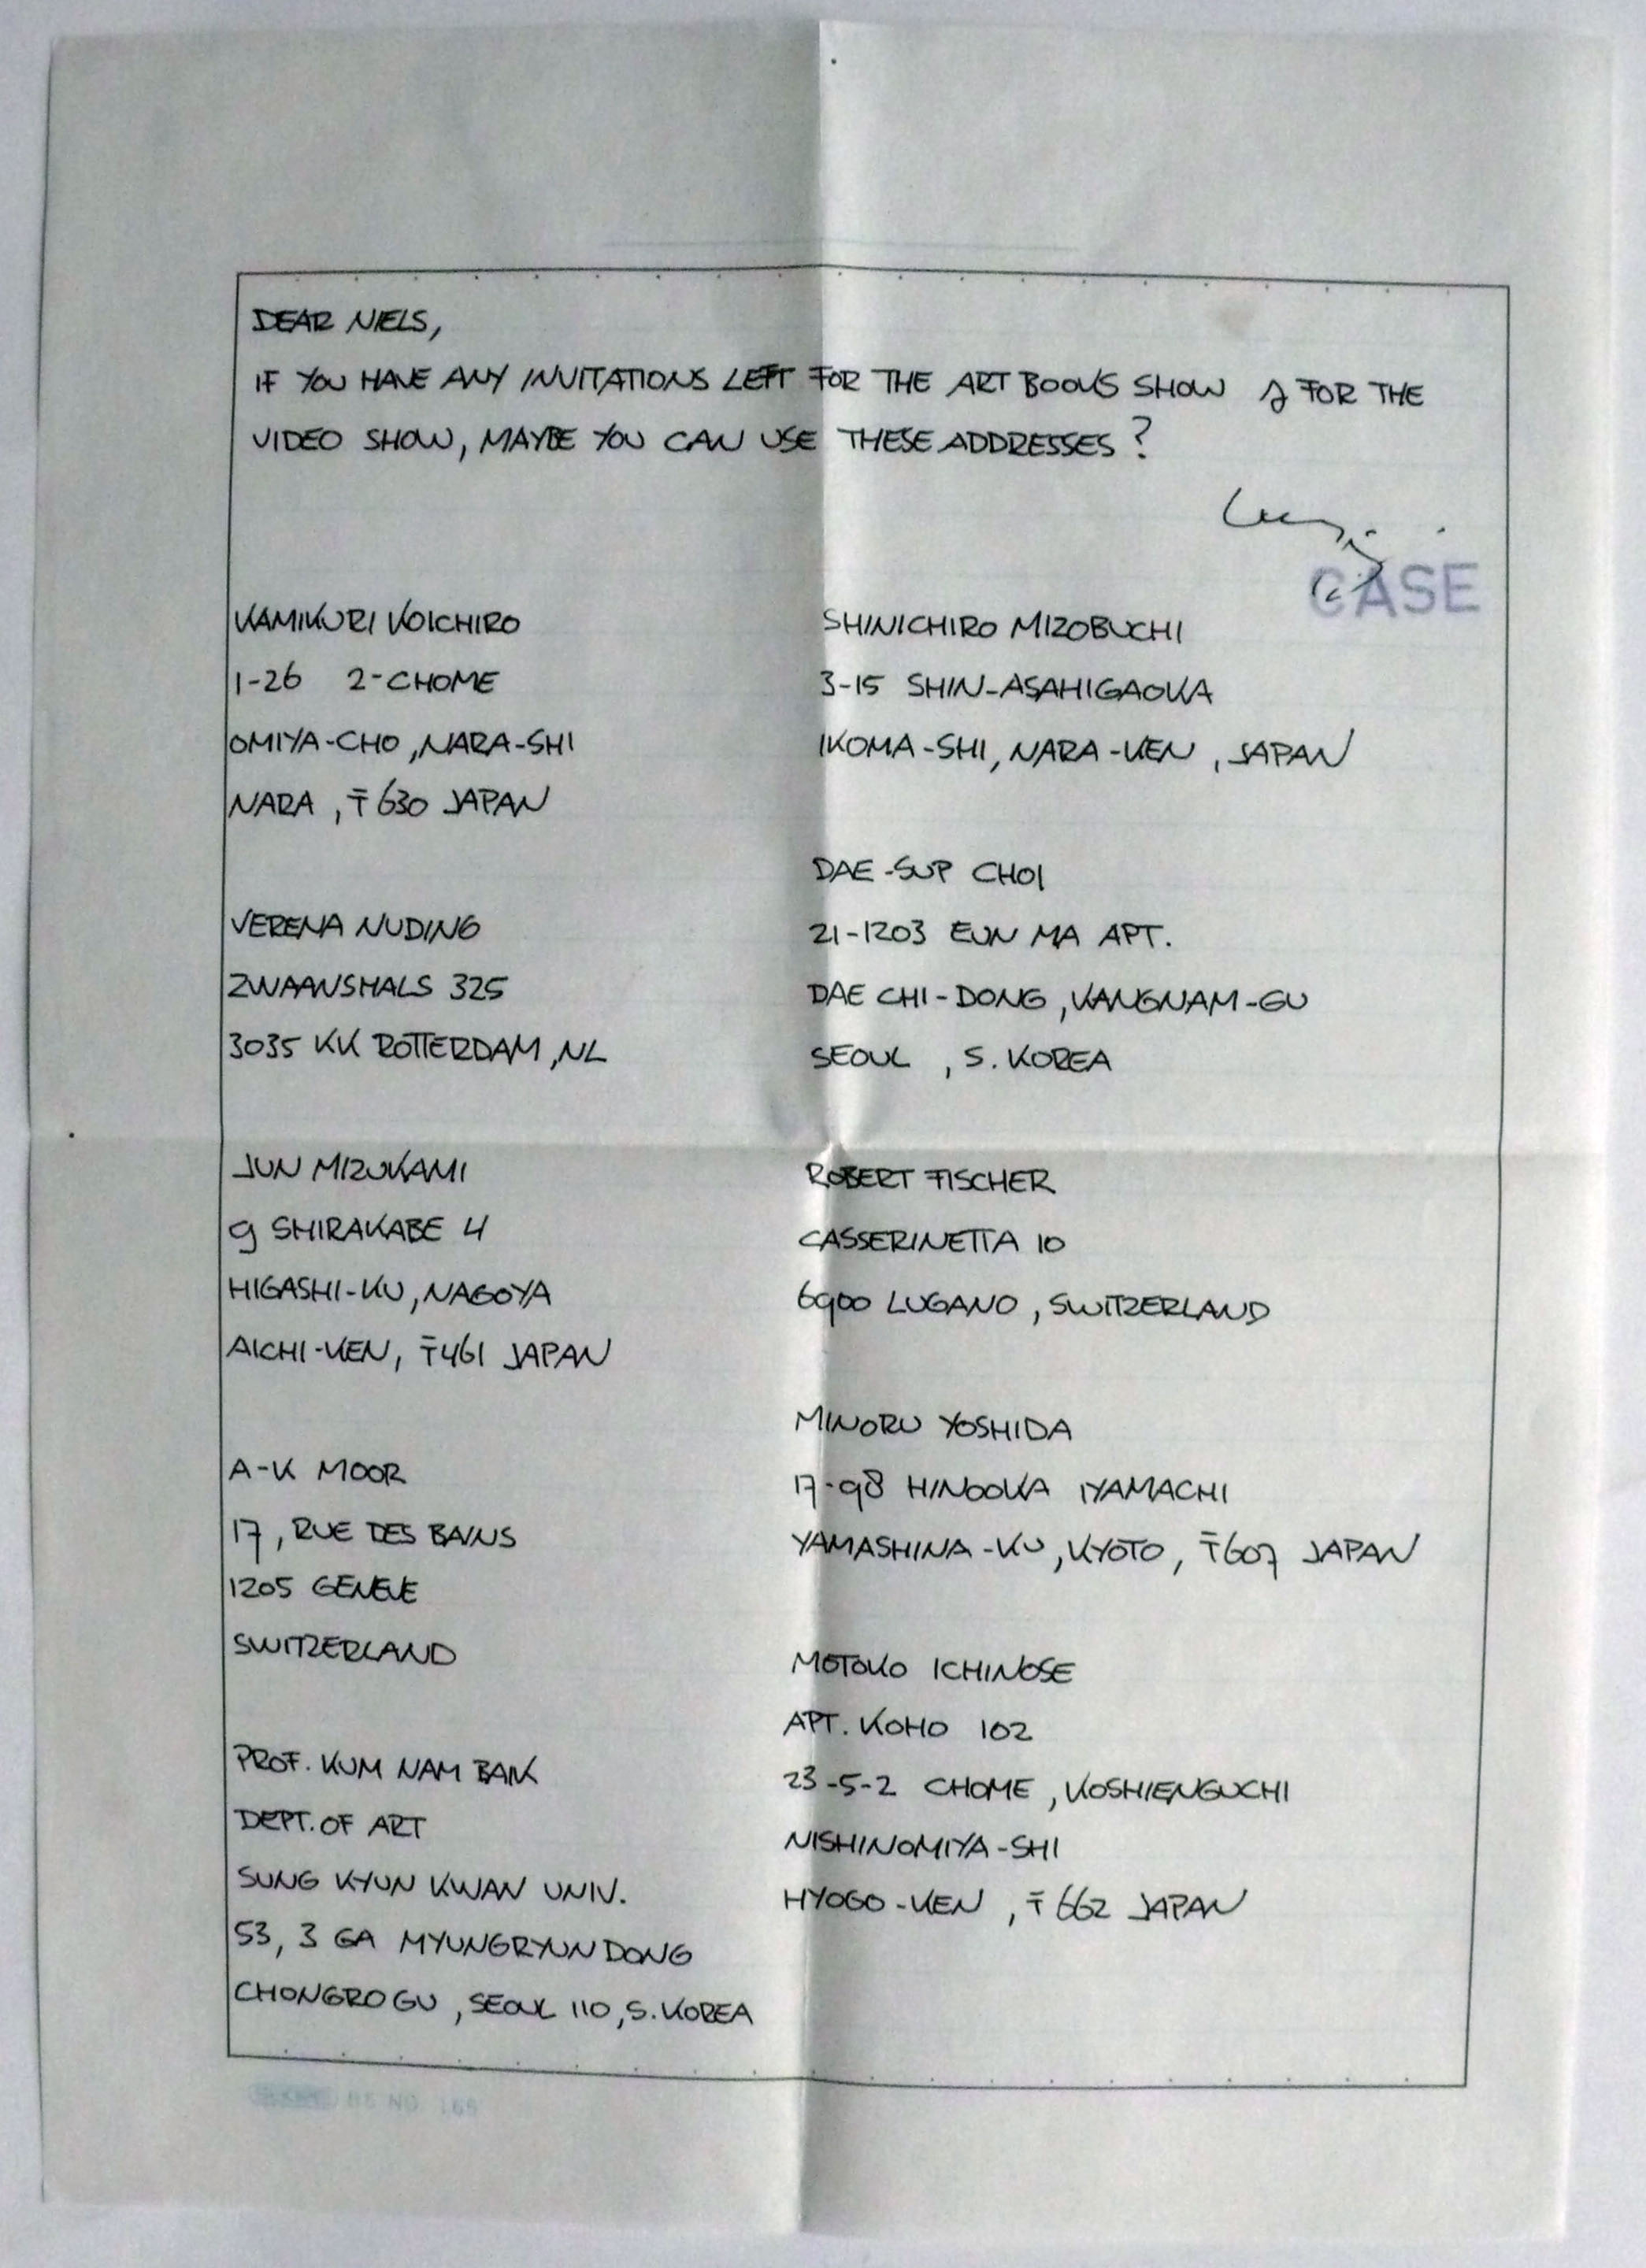 DEAR NIELS,
IF YOU HAVE ANY INVITATIONS LEFT FOR THE ART BOOKS SHOW & FOR THE
VIDEO SHOW, MAYBE YOU CAN USE THESE ADDRESSES?
CASE
KAMIKURI KOICHIRO
1-26 2-CHOME
OMIYA-CHO, NARA-SHI
NARA, 〒630 JAPAN
VERENA NUDING
ZWAANSHALS 325
3035 KK ROTTERDAM, NL
JUN MIZUKAMI
9 SHIRAKABE 4
HIGASHI-KU, NAGOYA
AICHI-KEN, 〒461 JAPAN
A-K MOOR
17, RUE DES BAINS
1205 GENEVE
SWITZERLAND
PROF. KUM NAM BAIK
DEPT. OF ART
SUNG KYUN KWAN UNIV.
53, 3 GA MYUNGRYUN DONG
CHONGRO GU, SEOUL 110, S. KOREA
SHINICHIRO MIZOBUCHI
3-15 SHIN-ASAHIGAOKA
IKOMA-SHI, NARA-KEN, JAPAN
DAE-SUP CHOI
21-1203 EUN MA APT.
DAE CHI-DONG, KANGNAM-GU
SEOUL, S. KOREA
ROBERT FISCHER
CASSERINETTA 10
6900 LUGANO, SWITZERLAND
MINORU YOSHIDA
17-98 HINOOKA IYAMACHI
YAMASHINA-KU, KYOTO, 〒607 JAPAN
MOTOKO ICHINOSE
APT. KOHO 102
23-5-2 CHOME, KOSHIENGUCHI
NISHINOMIYA-SHI
HYOGO-KEN, 〒662 JAPAN